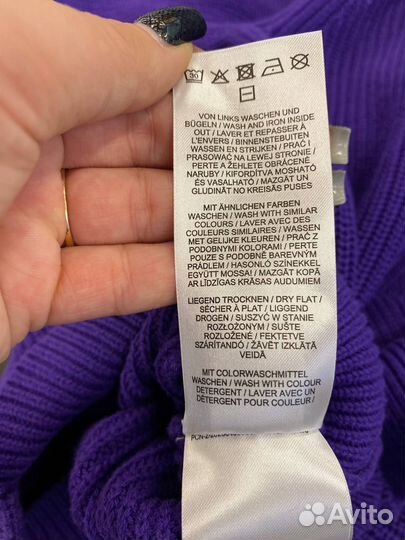 30
VON LINKS WASCHEN UND
BÜGELN / WASH AND IRON INSIDE
OUT / LAVER ET REPASSER À
L'ENVERS / BINNENSTEBUITEN
WASSEN EN STRIJKEN / PRAĆ I
PRASOWAĆ NA LEWEJ STRONIE /
PERTE A ŽEHLETE OBRÁCENÉ
NARUBY / KIFORDÍTVA MOSHATÓ
ÉS VASALHATÓ / MAZGĀT UN
GLUDINĀT NO KREISĀS PUSES
MIT ÄHNLICHEN FARBEN
WASCHEN / WASH WITH SIMILAR
COLOURS / LAVER AVEC DES
COULEURS SIMILAIRES / WASSEN
MET GELIJKE KLEUREN / PRAĆ Z
PODOBNYMI KOLORAMI / PERTE
POUZE S PODOBNĚ BAREVNÝM
PRÁDLEM / HASONLÓ SZÍNEKKEL
EGYÜTT MOSSA! / MAZGĀT KOPĀ
AR LĪDZĪGAS KRĀSAS AUDUMIEM
LIEGEND TROCKNEN / DRY FLAT /
SÉCHER À PLAT / LIGGEND
DROGEN / SUSZYĆ W STANIE
ROZŁOŻONYM / SUŠTE
ROZLOŽENÉ / FEKTETVE
SZÁRÍTANDÓ / ŽĀVĒT IZKLĀTĀ
VEIDĀ
MIT COLORWASCHMITTEL
WASCHEN / WASH WITH COLOUR
DETERGENT / LAVER AVEC UN
DÉTERGENT POUR COULEUR /
Avito